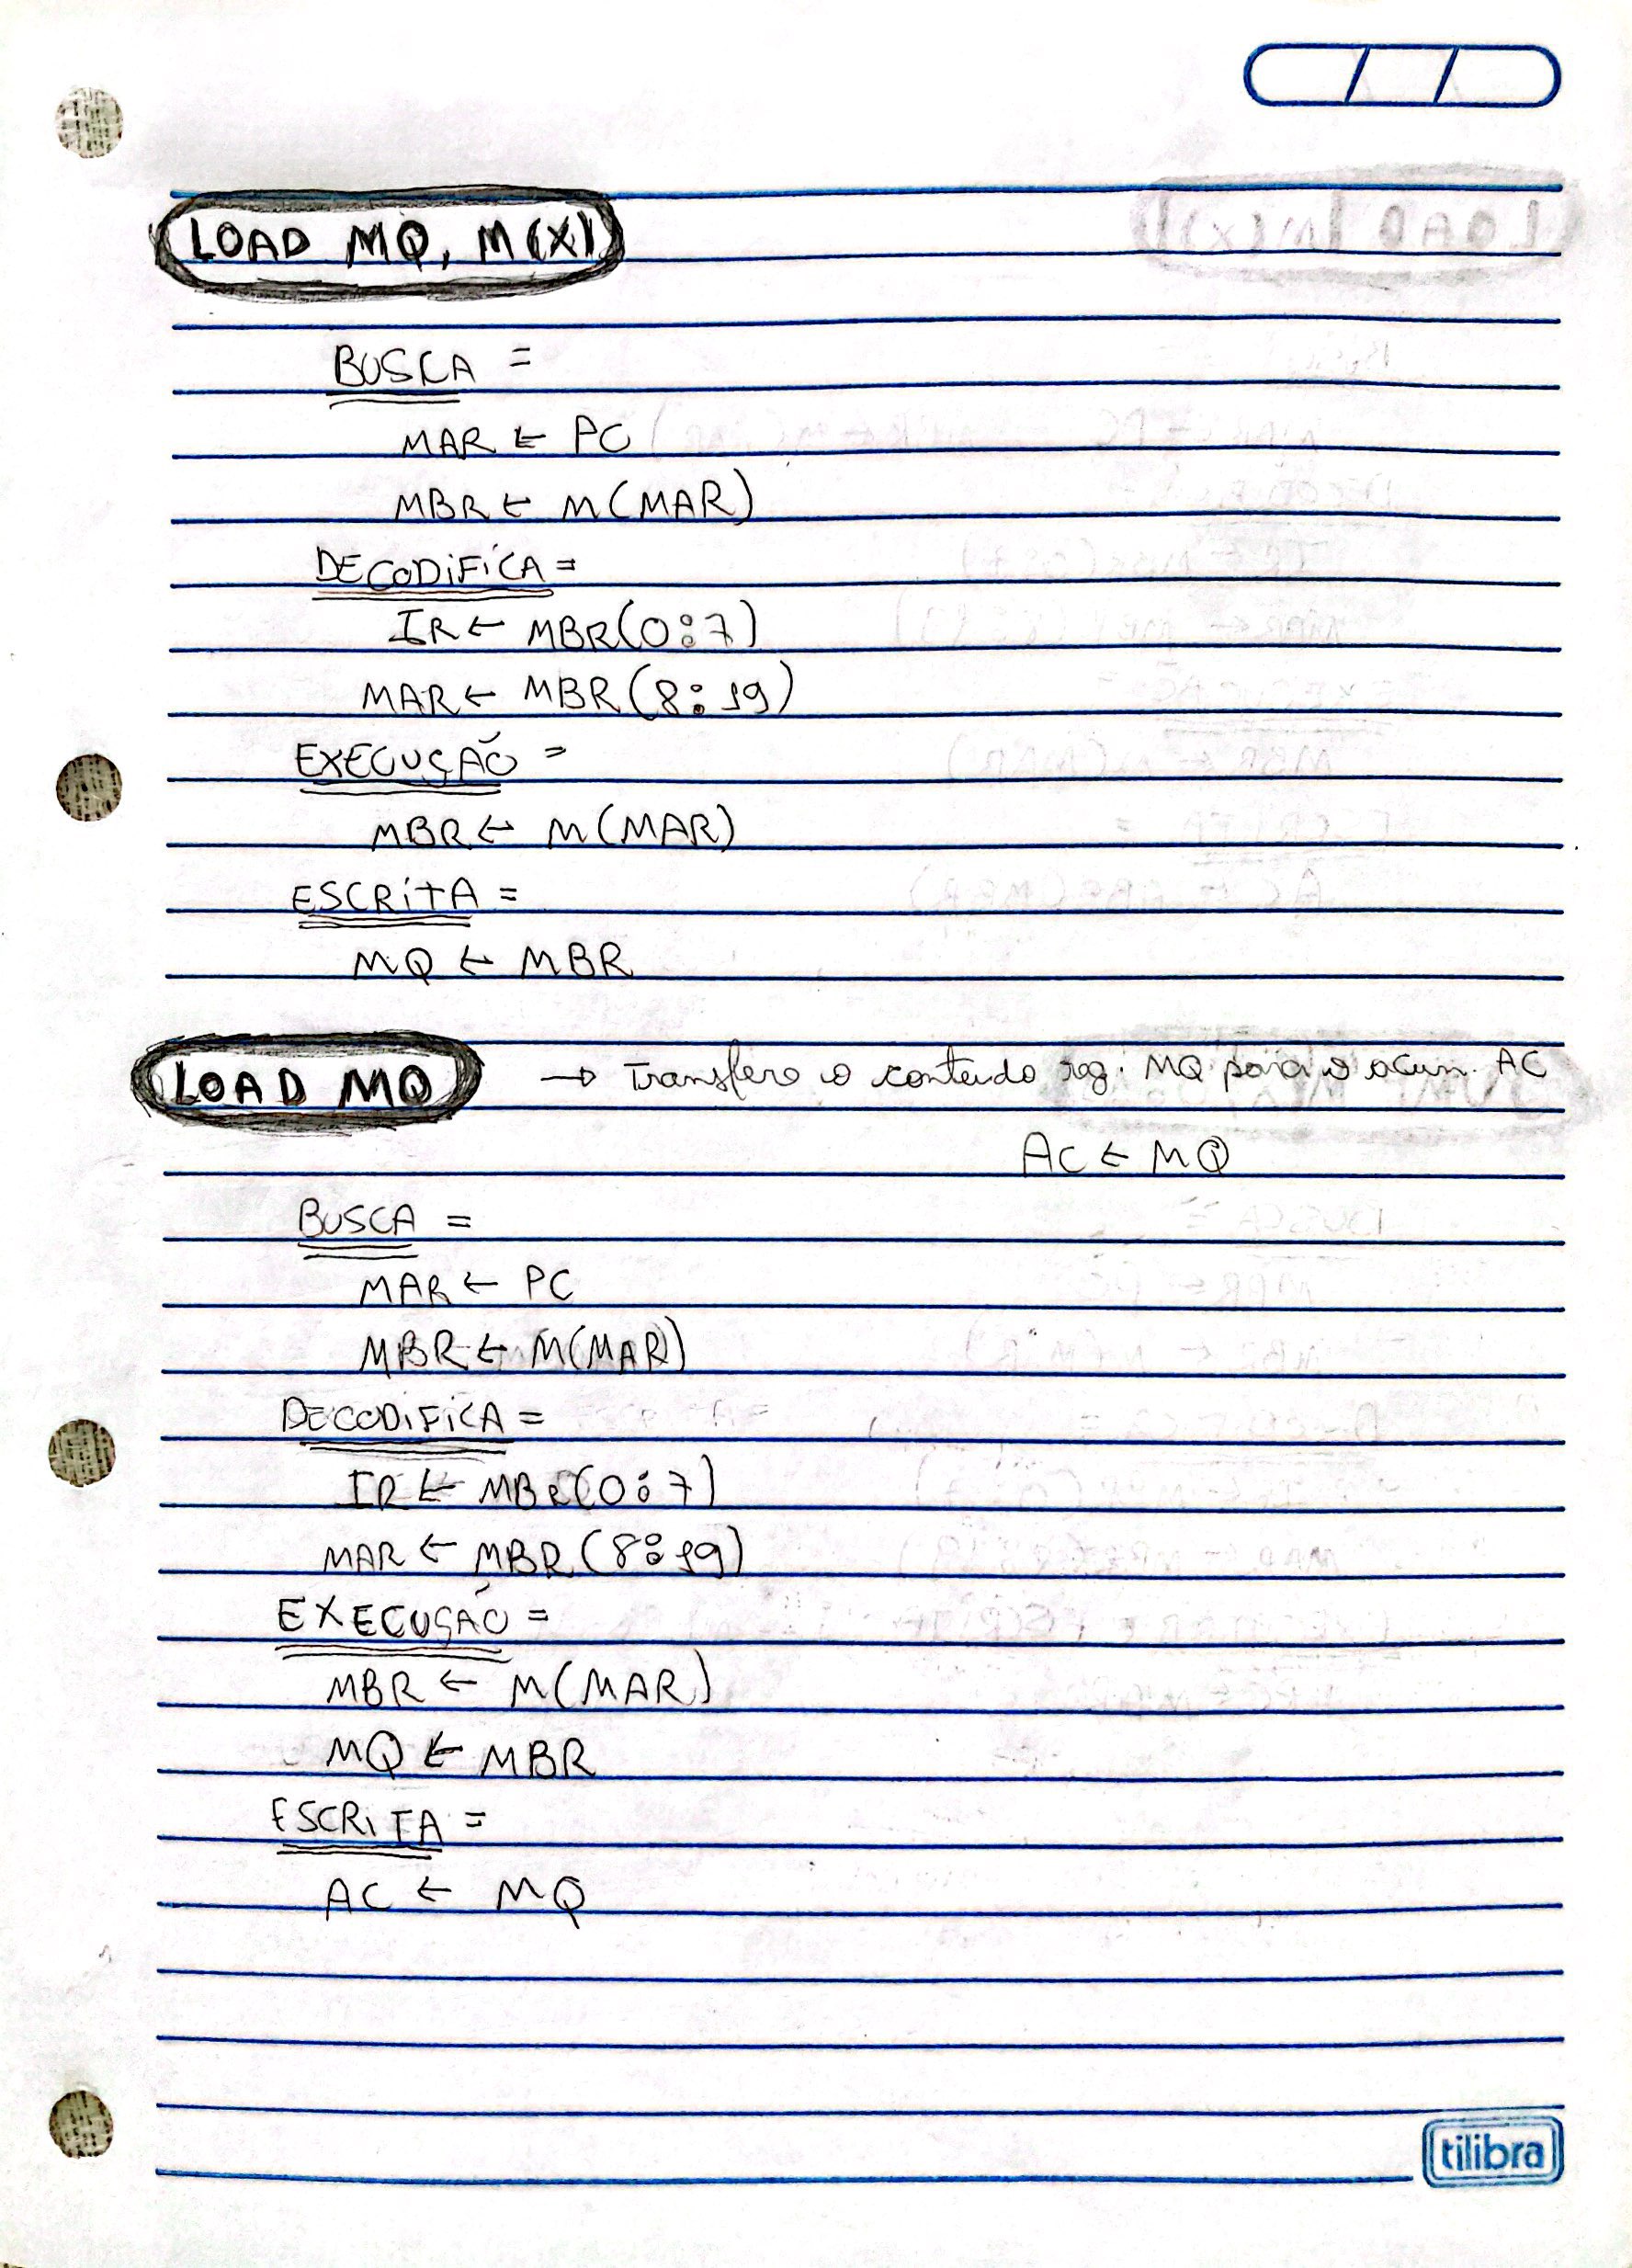 LOAD MQ, M(X)
BUSCA =
MAR ← PC
MBR ← M(MAR)
DECODIFICA =
IR ← MBR(0:7)
MAR ← MBR(8:19)
EXECUÇÃO =
MBR ← M(MAR)
ESCRITA =
MQ ← MBR
LOAD MQ → Transfere o conteudo reg. MQ para o acum. AC
AC ← MQ
BUSCA =
MAR ← PC
MBR ← M(MAR)
DECODIFICA =
IR ← MBR(0:7)
MAR ← MBR(8:19)
EXECUÇÃO =
MBR ← M(MAR)
MQ ← MBR
ESCRITA =
AC ← MQ
tilibra